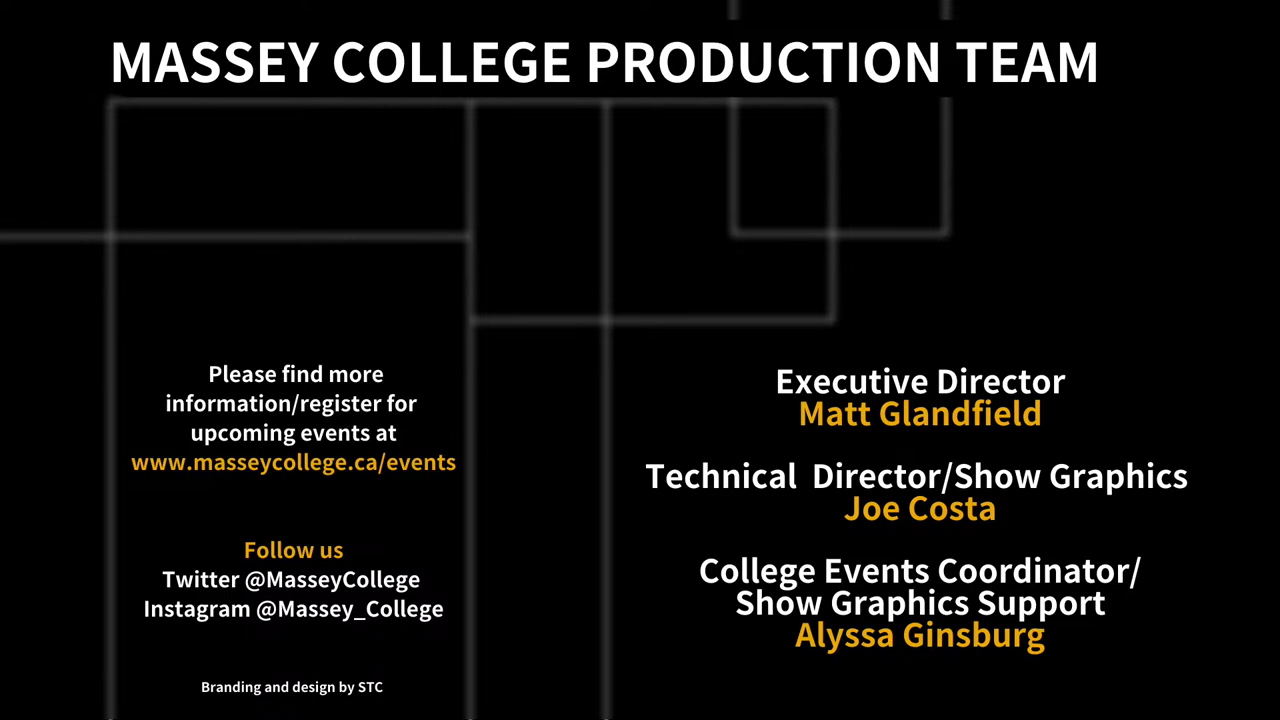 MASSEY COLLEGE PRODUCTION TEAM
Please find more
information/register for
upcoming events at
www.masseycollege.ca/events
Follow us
Twitter @MasseyCollege
Instagram @Massey_College
Branding and design by STC
Executive Director
Matt Glandfield
Technical  Director/Show Graphics
Joe Costa
College Events Coordinator/
Show Graphics Support
Alyssa Ginsburg